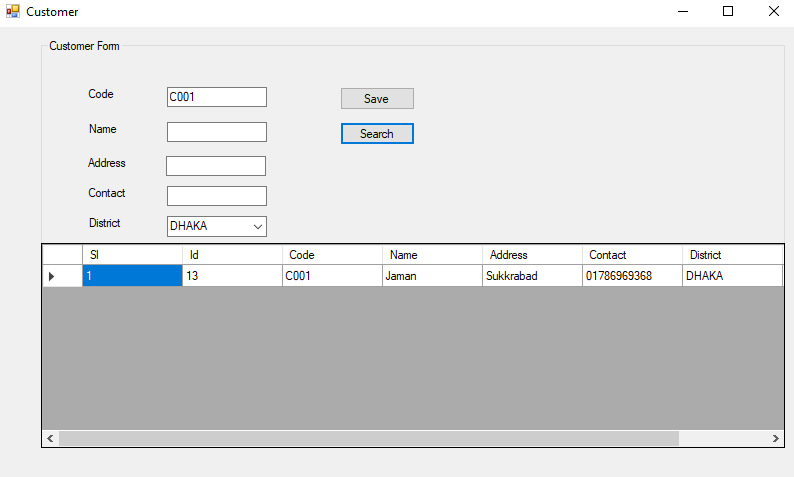 Customer
Customer Form
Code C001 Save
Name Search
Address
Contact
District DHAKA
Sl Id Code Name Address Contact District
1 13 C001 Jaman Sukkrabad 01786969368 DHAKA